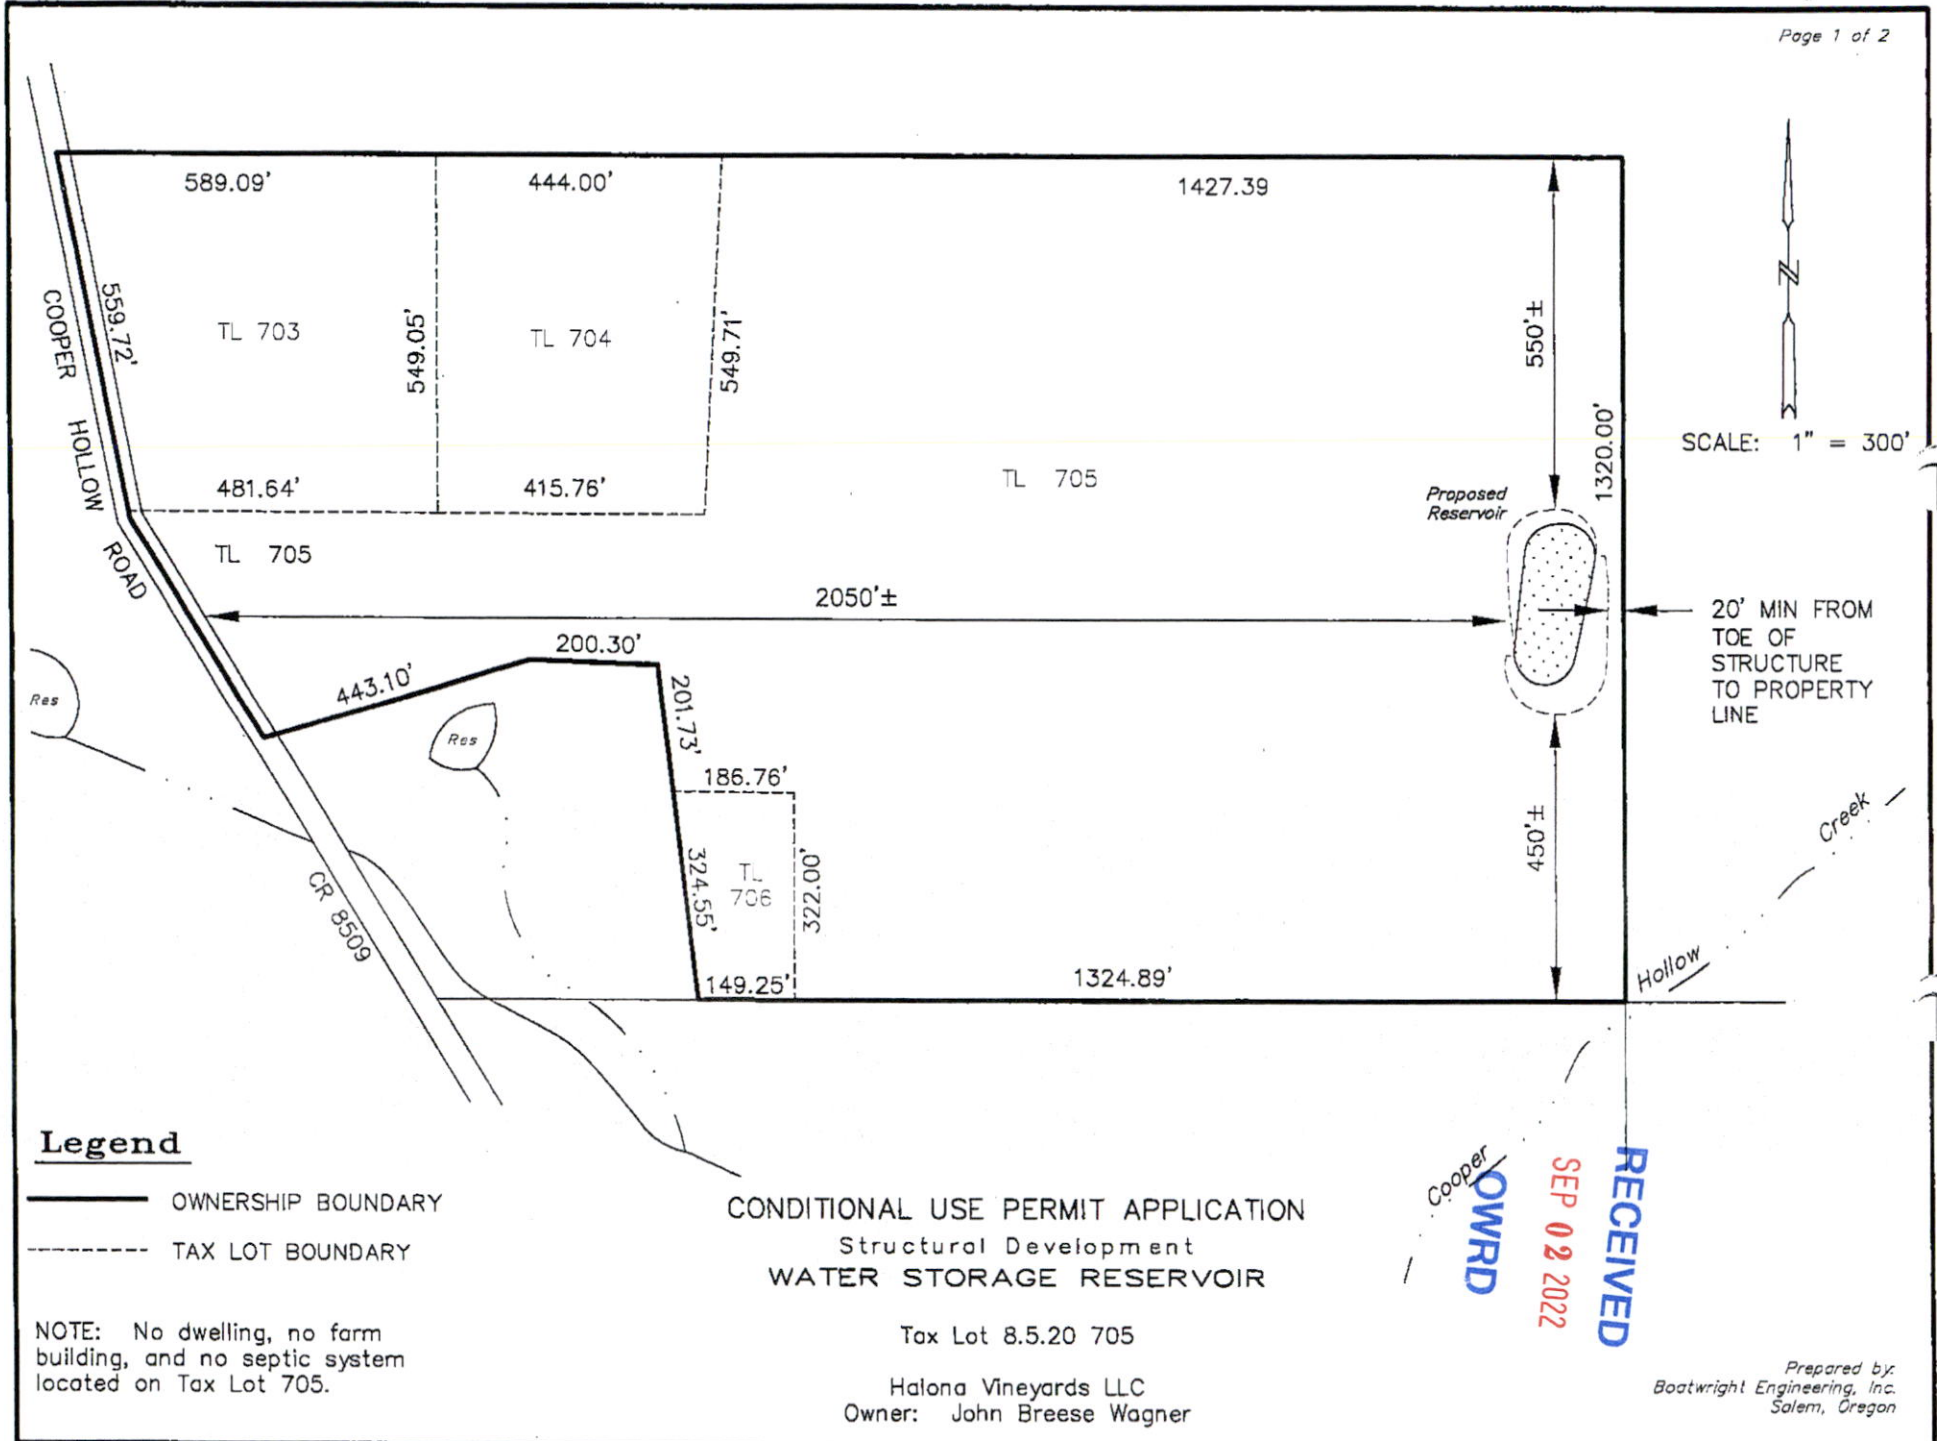 Page 1 of 2
589.09'
444.00'
1427.39
559.72'
COOPER HOLLOW ROAD
TL 703
549.05'
TL 704
549.71'
550'±
1320.00'
N
SCALE: 1" = 300'
481.64'
415.76'
TL 705
Proposed
Reservoir
TL 705
2050'±
20' MIN FROM
TOE OF
STRUCTURE
TO PROPERTY
LINE
200.30'
443.10'
201.73'
Res
Res
186.76'
324.55'
TL
706
322.00'
450'±
CR 8509
149.25'
1324.89'
Cooper Hollow Creek
Legend
OWNERSHIP BOUNDARY
TAX LOT BOUNDARY
NOTE: No dwelling, no farm
building, and no septic system
located on Tax Lot 705.
CONDITIONAL USE PERMIT APPLICATION
Structural Development
WATER STORAGE RESERVOIR
Tax Lot 8.5.20 705
Halona Vineyards LLC
Owner: John Breese Wagner
RECEIVED
SEP 02 2022
OWRD
Prepared by:
Boatwright Engineering, Inc.
Salem, Oregon